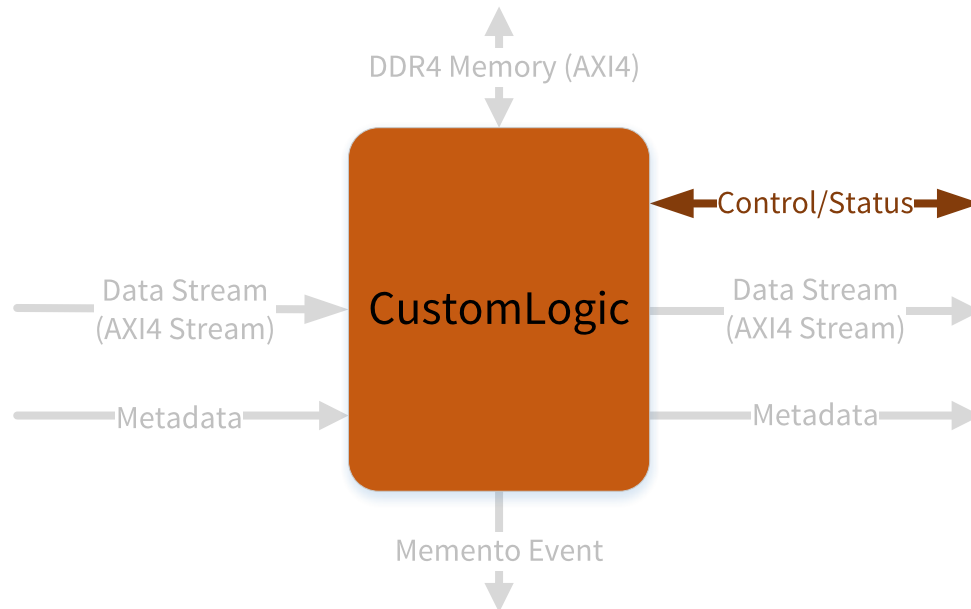 DDR4 Memory (AXI4)
Control/Status
Data Stream
(AXI4 Stream)
CustomLogic
Data Stream
(AXI4 Stream)
Metadata
Metadata
Memento Event